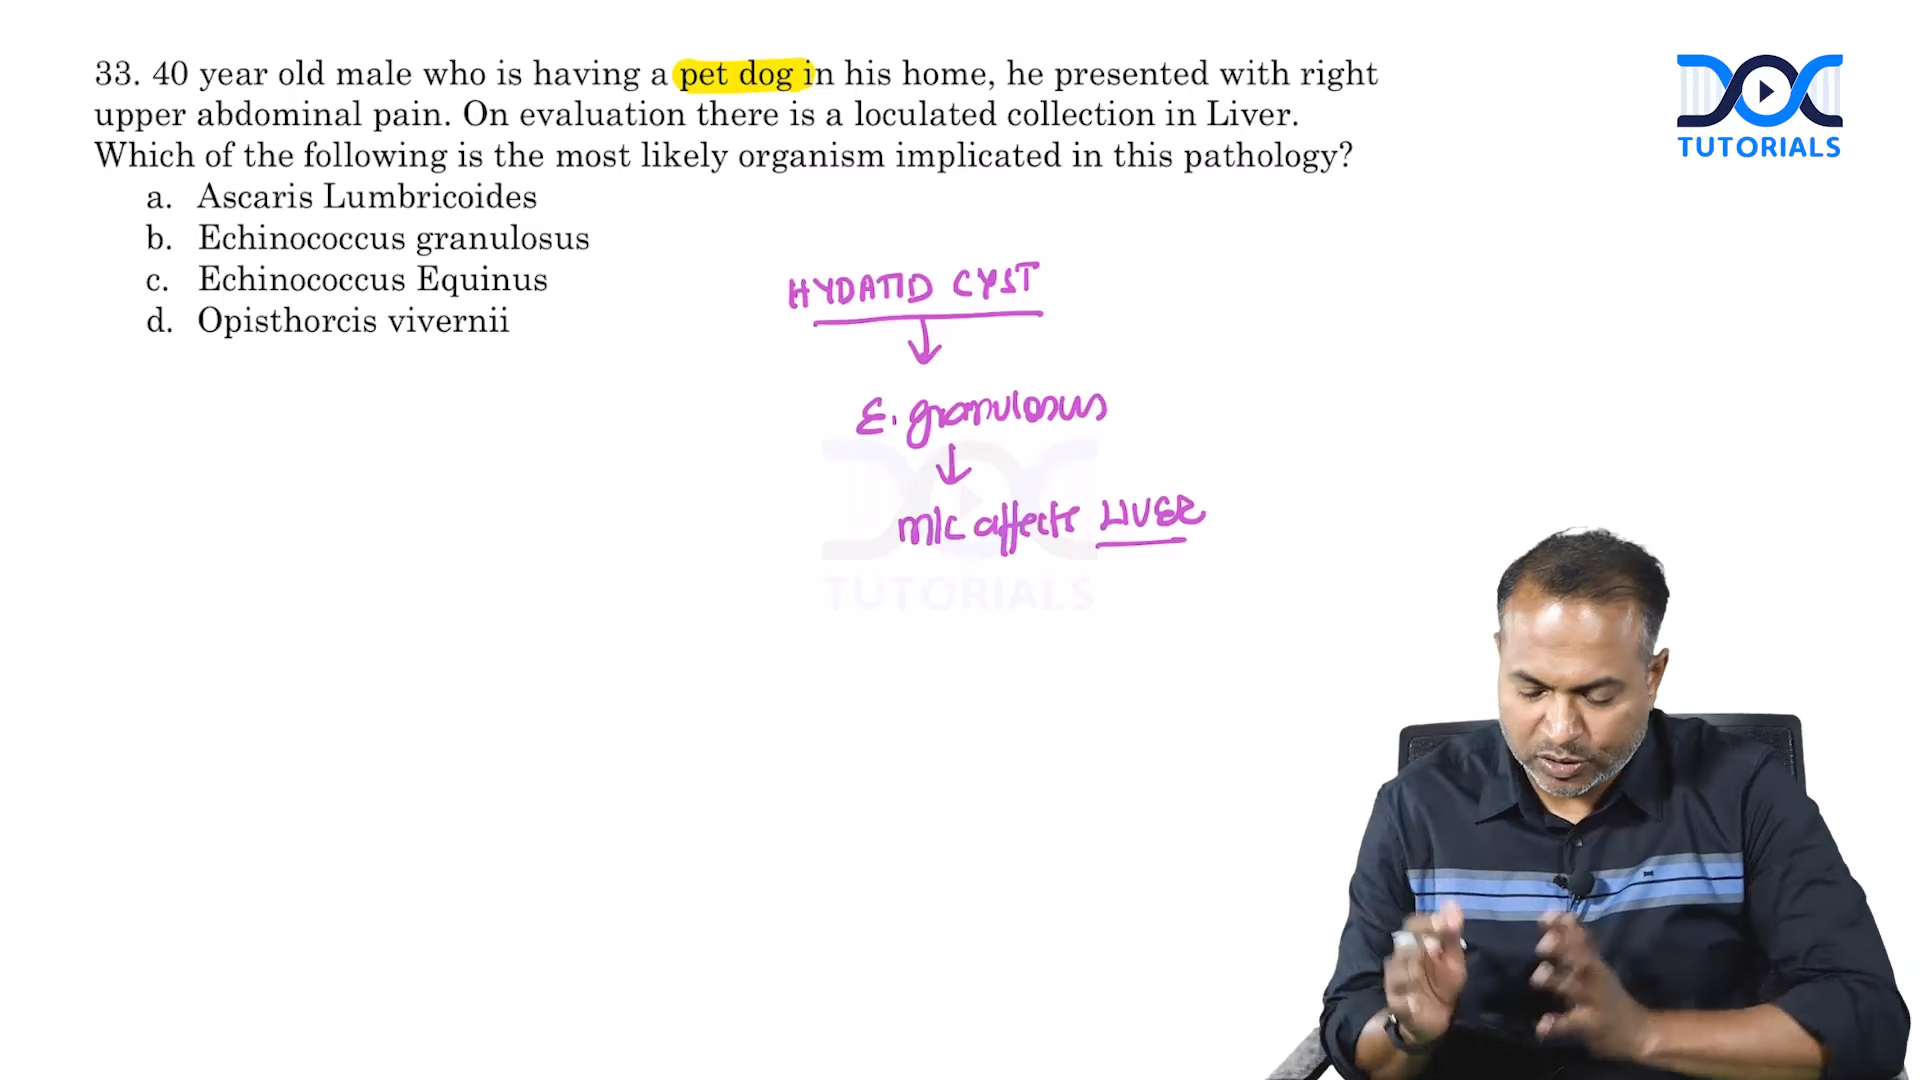 33. 40 year old male who is having a pet dog in his home, he presented with right
upper abdominal pain. On evaluation there is a loculated collection in Liver.
Which of the following is the most likely organism implicated in this pathology?
a. Ascaris Lumbricoides
b. Echinococcus granulosus
c. Echinococcus Equinus
d. Opisthorcis vivernii
TUTORIALS
HYDATID CYST
E. granulosus
M/C affects LIVER
TUTORIALS